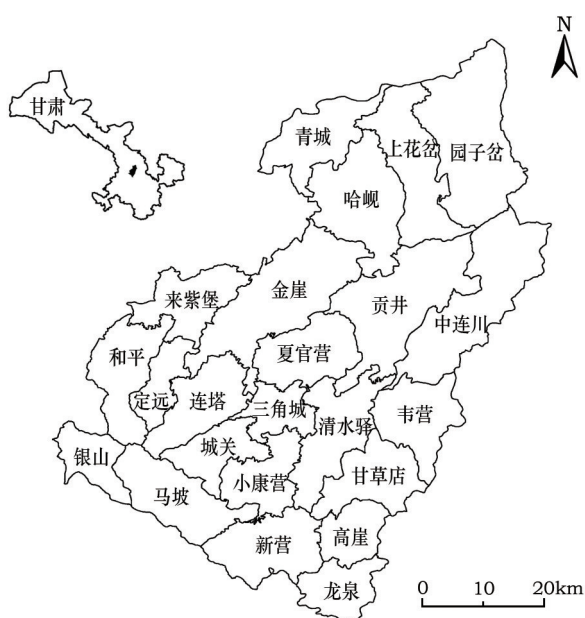 N
甘肃
青城
上花岔
园子岔
哈岘
来紫堡
金崖
贡井
中连川
和平
夏官营
定远
连塔
三角城
清水驿
韦营
城关
银山
马坡
小康营
甘草店
新营
高崖
龙泉
0 10 20km